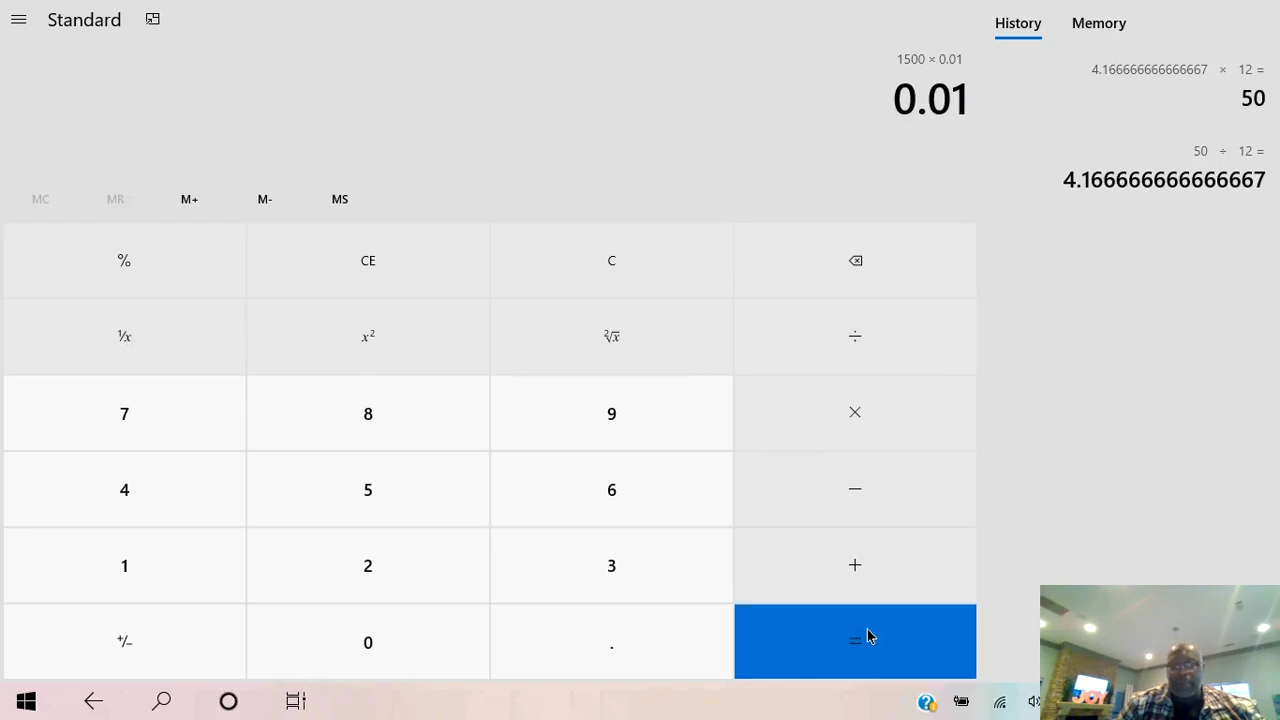 Standard
History
Memory
1500 × 0.01
0.01
4.166666666666667 × 12 =
50
50 ÷ 12 =
4.166666666666667
MC
MR
M+
M-
MS
%
CE
C
⌫
1/x
x²
²√x
÷
7
8
9
×
4
5
6
−
1
2
3
+
+/−
0
.
=
JOY